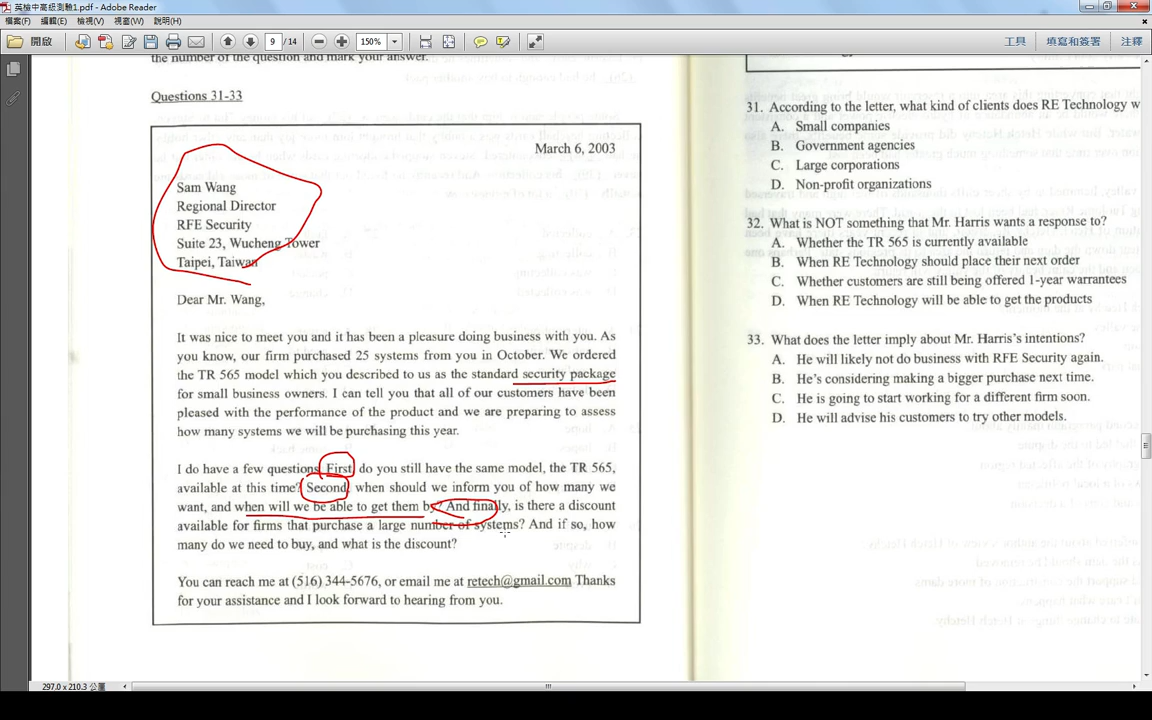 英檢中高級測驗1.pdf - Adobe Reader
檔案(F) 編輯(E) 檢視(V) 視窗(W) 說明(H)
開啟 9 / 14 150% 工具 填寫和簽署 注釋
the number of the question and mark your answer.
Questions 31-33
March 6, 2003
Sam Wang
Regional Director
RFE Security
Suite 23, Wucheng Tower
Taipei, Taiwan
Dear Mr. Wang,
It was nice to meet you and it has been a pleasure doing business with you. As
you know, our firm purchased 25 systems from you in October. We ordered
the TR 565 model which you described to us as the standard security package
for small business owners. I can tell you that all of our customers have been
pleased with the performance of the product and we are preparing to assess
how many systems we will be purchasing this year.
I do have a few questions. First, do you still have the same model, the TR 565,
available at this time? Second, when should we inform you of how many we
want, and when will we be able to get them by? And finally, is there a discount
available for firms that purchase a large number of systems? And if so, how
many do we need to buy, and what is the discount?
You can reach me at (516) 344-5676, or email me at retech@gmail.com Thanks
for your assistance and I look forward to hearing from you.
31. According to the letter, what kind of clients does RE Technology w
A. Small companies
B. Government agencies
C. Large corporations
D. Non-profit organizations
32. What is NOT something that Mr. Harris wants a response to?
A. Whether the TR 565 is currently available
B. When RE Technology should place their next order
C. Whether customers are still being offered 1-year warrantees
D. When RE Technology will be able to get the products
33. What does the letter imply about Mr. Harris's intentions?
A. He will likely not do business with RFE Security again.
B. He's considering making a bigger purchase next time.
C. He is going to start working for a different firm soon.
D. He will advise his customers to try other models.
297.0 x 210.3 公釐